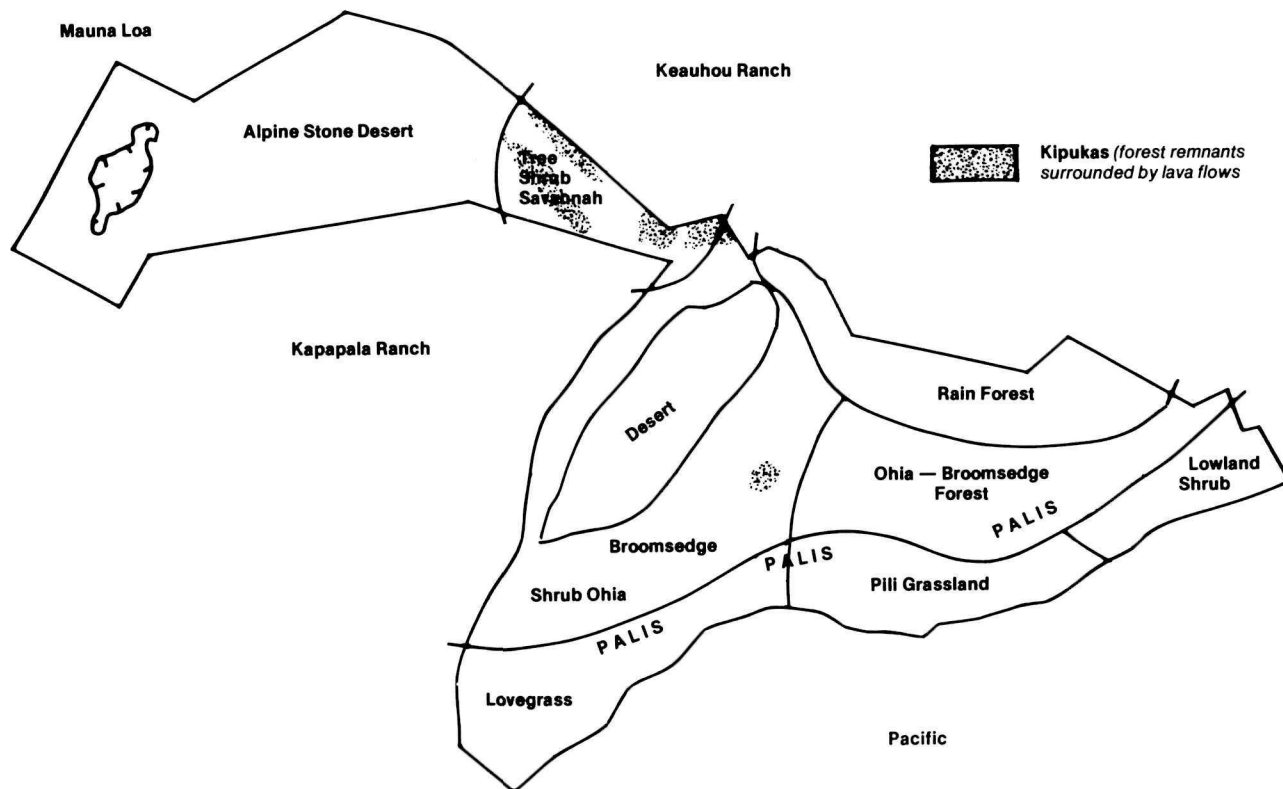 Mauna Loa
Keauhou Ranch
Alpine Stone Desert
Tree
Shrub
Savabnah
Kipukas (forest remnants
surrounded by lava flows
Kapapala Ranch
Rain Forest
Desert
Ohia — Broomsedge
Forest
Lowland
Shrub
PALIS
Broomsedge
PALIS
Pili Grassland
Shrub Ohia
PALIS
Lovegrass
Pacific